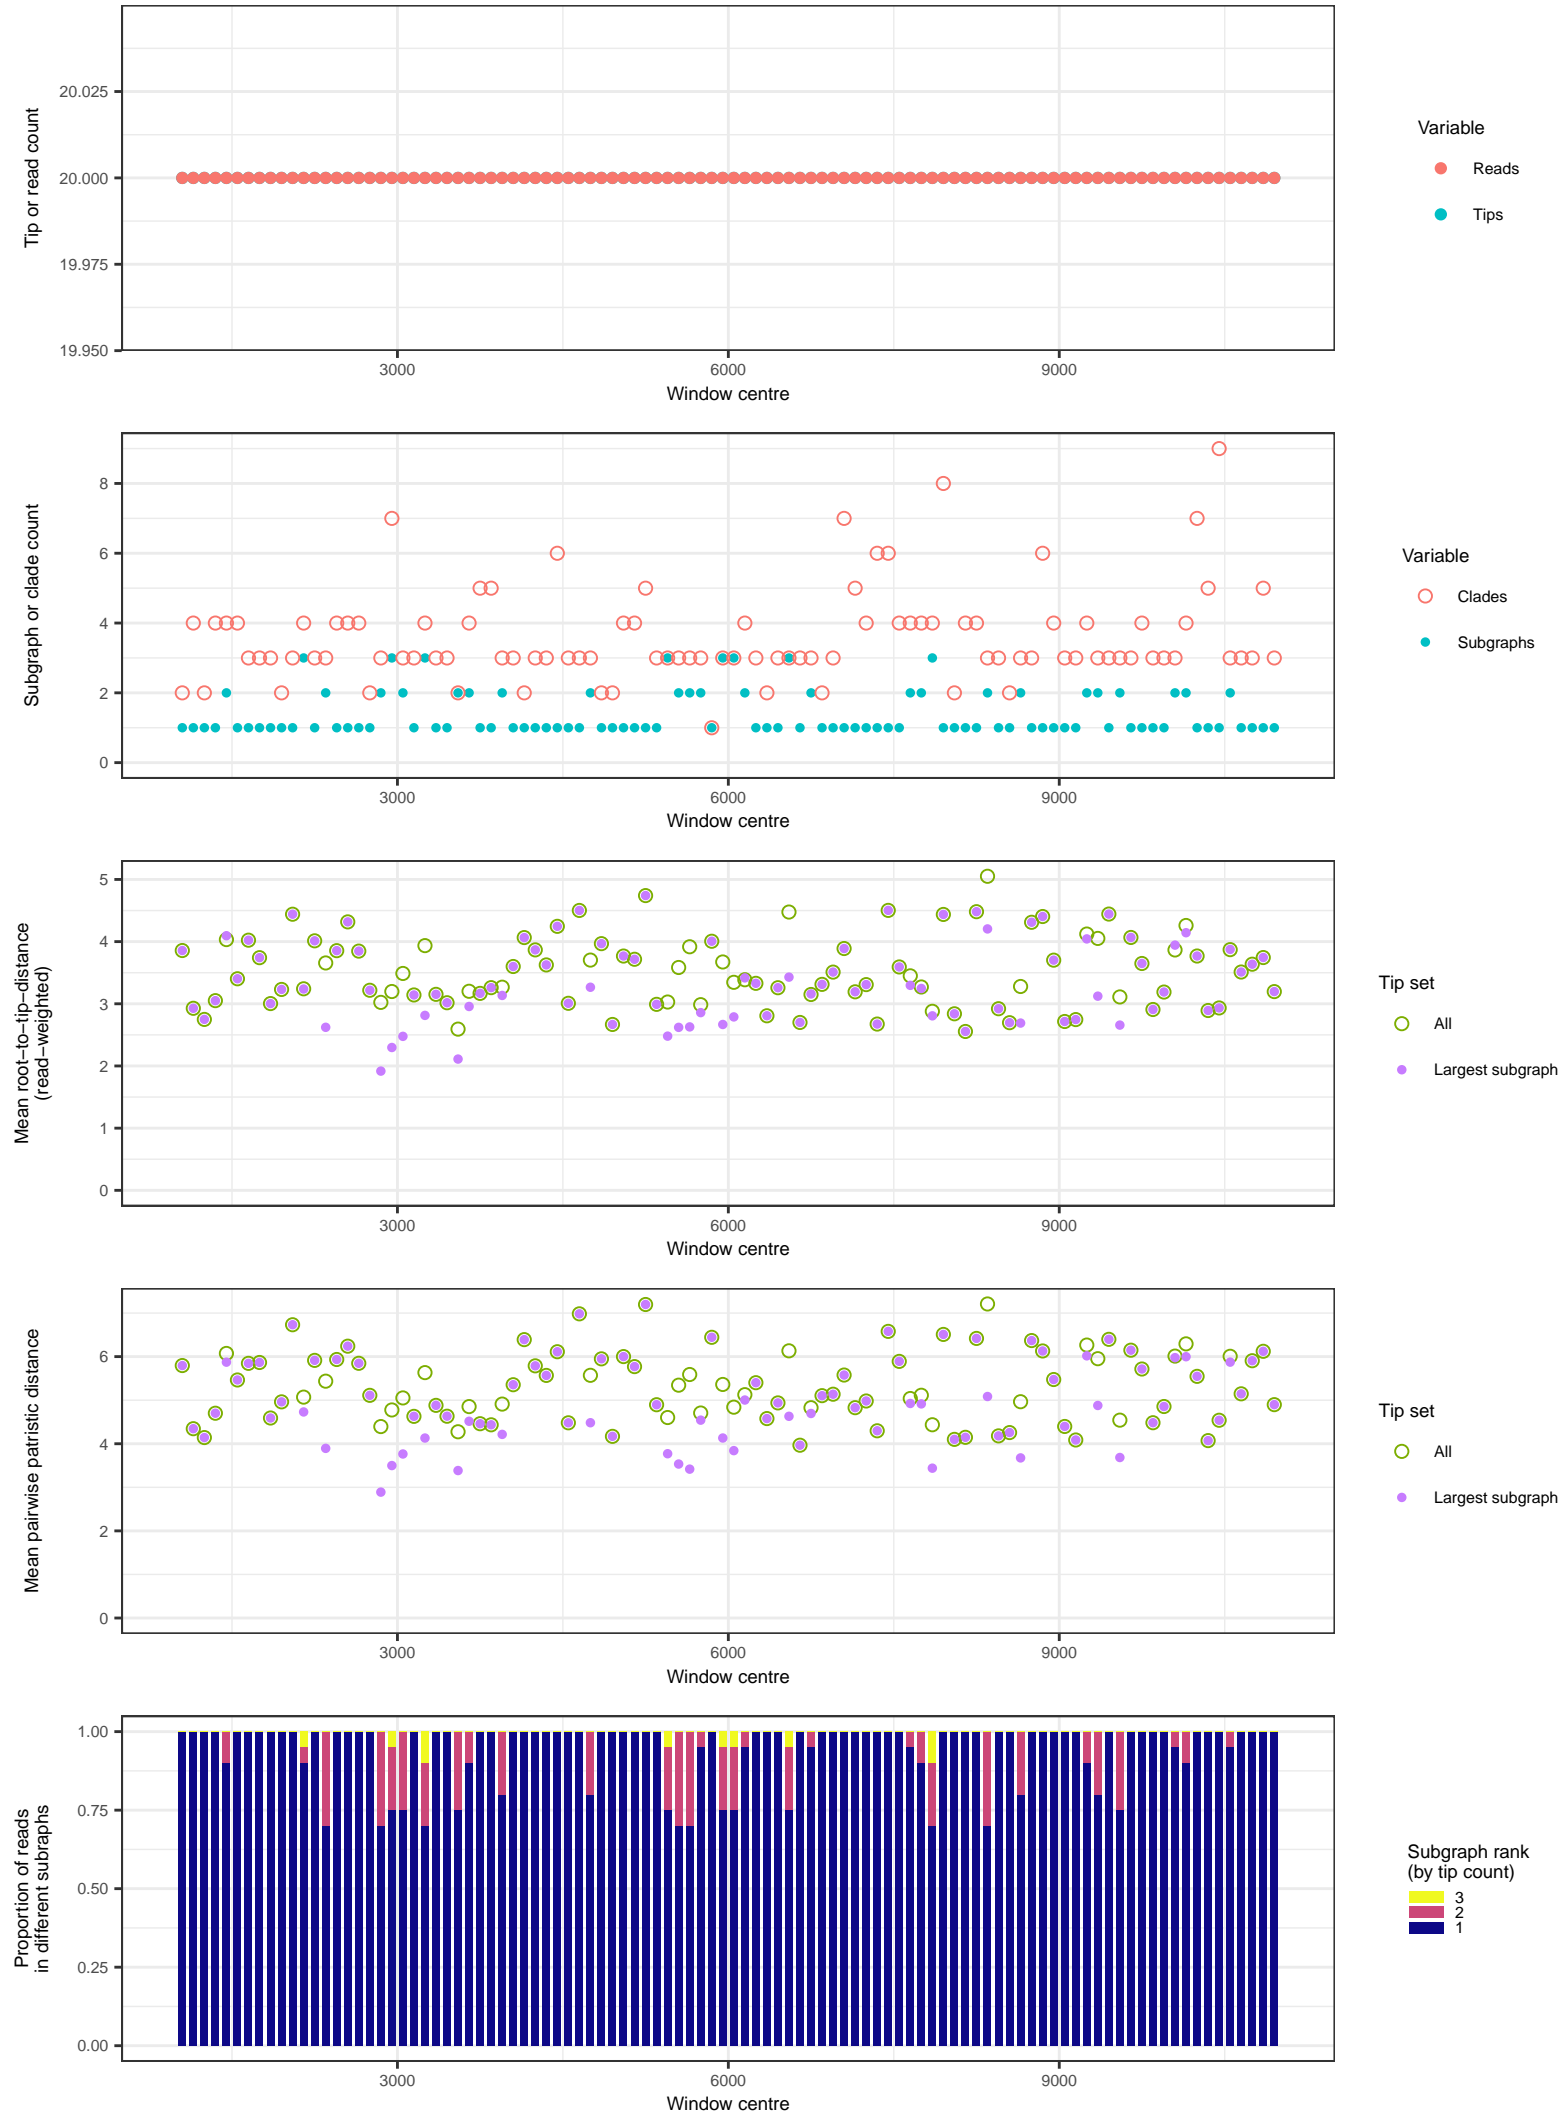 20.025
20.000
19.975
19.950
Tip or read count
3000 6000 9000
Window centre
Variable
Reads
Tips
8
6
4
2
0
Subgraph or clade count
3000 6000 9000
Window centre
Variable
Clades
Subgraphs
5
4
3
2
1
0
Mean root−to−tip−distance
(read−weighted)
3000 6000 9000
Window centre
Tip set
All
Largest subgraph
6
4
2
0
Mean pairwise patristic distance
3000 6000 9000
Window centre
Tip set
All
Largest subgraph
1.00
0.75
0.50
0.25
0.00
Proportion of reads
in different subraphs
3000 6000 9000
Window centre
Subgraph rank
(by tip count)
3
2
1